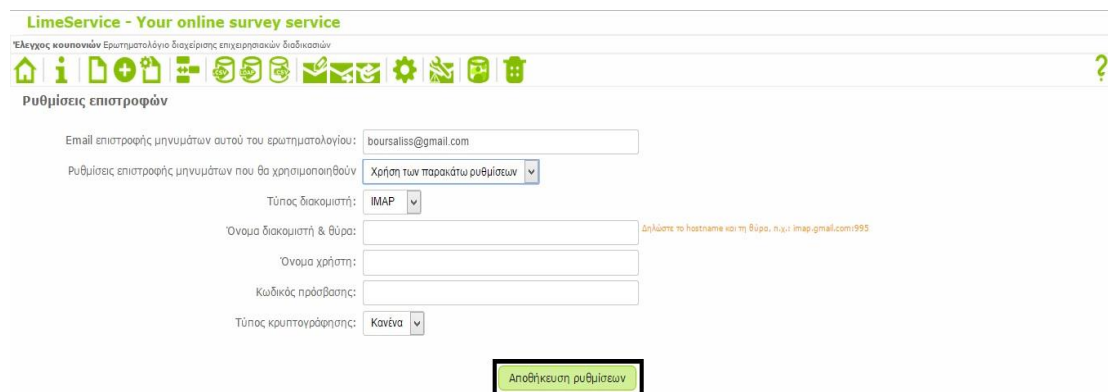 LimeService - Your online survey service
Έλεγχος κουπονιών Ερωτηματολόγιο διαχείρισης επιχειρησιακών διαδικασιών
CSV LDAP CSV
?
Ρυθμίσεις επιστροφών
Email επιστροφής μηνυμάτων αυτού του ερωτηματολογίου: boursaliss@gmail.com
Ρυθμίσεις επιστροφής μηνυμάτων που θα χρησιμοποιηθούν Χρήση των παρακάτω ρυθμίσεων
Τύπος διακομιστή: IMAP
Όνομα διακομιστή & θύρα: Δηλώστε το hostname και τη θύρα, π.χ.: imap.gmail.com:995
Όνομα χρήστη:
Κωδικός πρόσβασης:
Τύπος κρυπτογράφησης: Κανένα
Αποθήκευση ρυθμίσεων